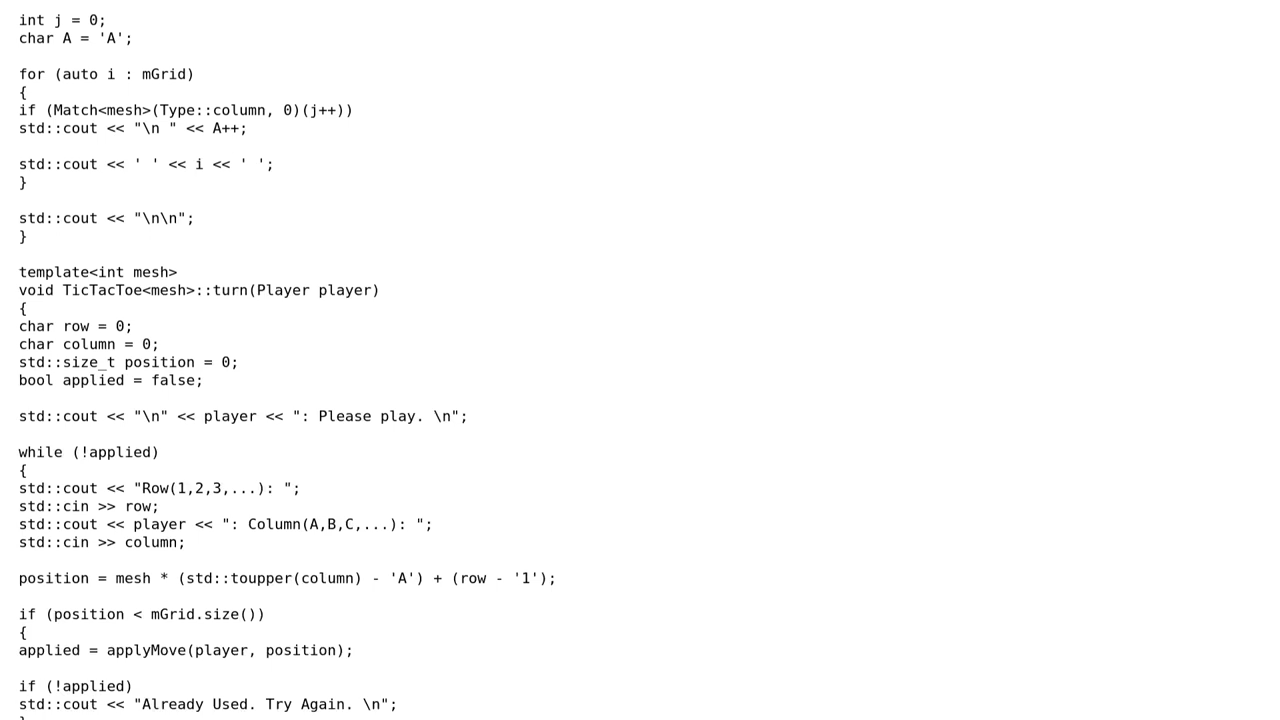 int j = 0;
char A = 'A';
for (auto i : mGrid)
{
if (Match<mesh>(Type::column, 0)(j++))
std::cout << "\n " << A++;
std::cout << ' ' << i << ' ';
}
std::cout << "\n\n";
}
template<int mesh>
void TicTacToe<mesh>::turn(Player player)
{
char row = 0;
char column = 0;
std::size_t position = 0;
bool applied = false;
std::cout << "\n" << player << ": Please play. \n";
while (!applied)
{
std::cout << "Row(1,2,3,...): ";
std::cin >> row;
std::cout << player << ": Column(A,B,C,...): ";
std::cin >> column;
position = mesh * (std::toupper(column) - 'A') + (row - '1');
if (position < mGrid.size())
{
applied = applyMove(player, position);
if (!applied)
std::cout << "Already Used. Try Again. \n";
}